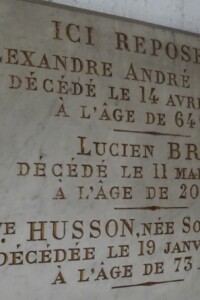 ICI REPOSE
ALEXANDRE ANDRÉ
DÉCÉDÉ LE 14 AVRI
À L'ÂGE DE 64
LUCIEN BR
DÉCÉDÉ LE 11 MA
À L'ÂGE DE 20
VE HUSSON, NÉE SO
DÉCÉDÉE LE 19 JANV
À L'ÂGE DE 73